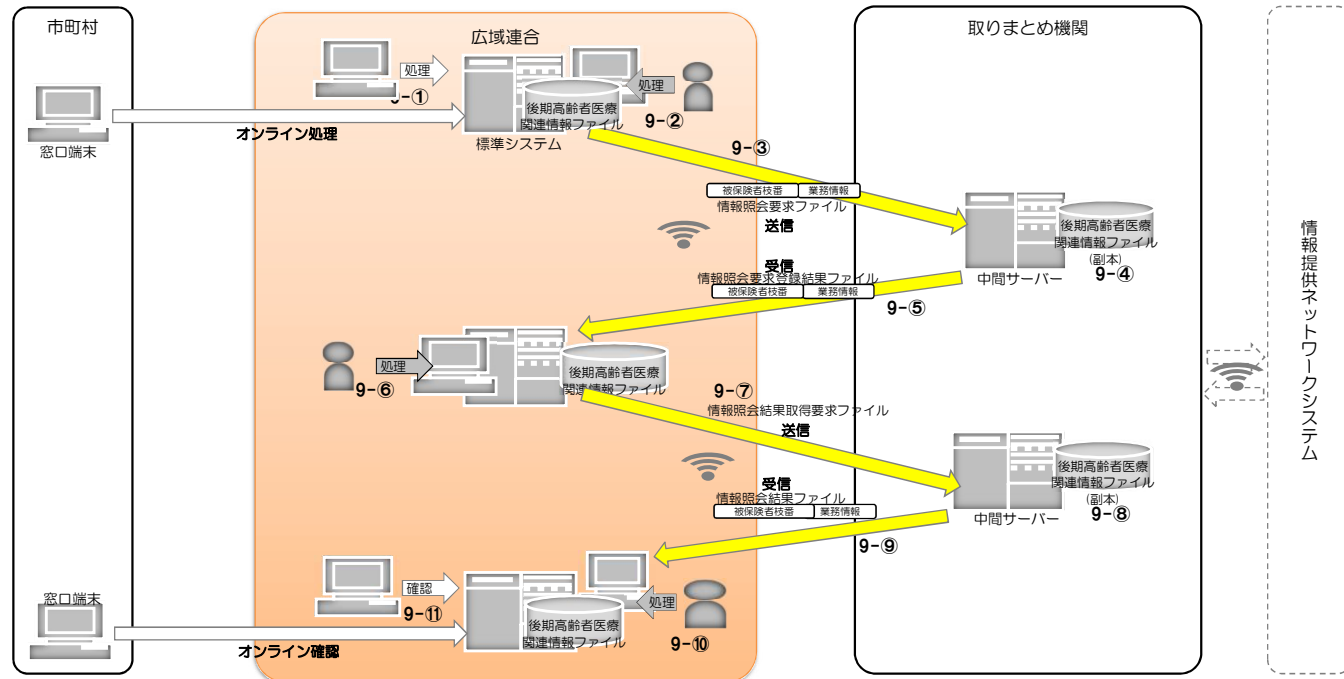 市町村
広域連合
取りまとめ機関
処理
9-①
処理
9-②
後期高齢者医療
関連情報ファイル
標準システム
オンライン処理
窓口端末
9-③
被保険者枝番
業務情報
情報照会要求ファイル
送信
後期高齢者医療
関連情報ファイル
(副本)
9-④
中間サーバー
受信
情報照会要求登録結果ファイル
被保険者枝番
業務情報
9-⑤
処理
9-⑥
後期高齢者医療
関連情報ファイル
9-⑦
情報照会結果取得要求ファイル
送信
後期高齢者医療
関連情報ファイル
(副本)
9-⑧
中間サーバー
受信
情報照会結果ファイル
被保険者枝番
業務情報
9-⑨
確認
9-⑪
処理
9-⑩
後期高齢者医療
関連情報ファイル
窓口端末
オンライン確認
情報提供ネットワークシステム